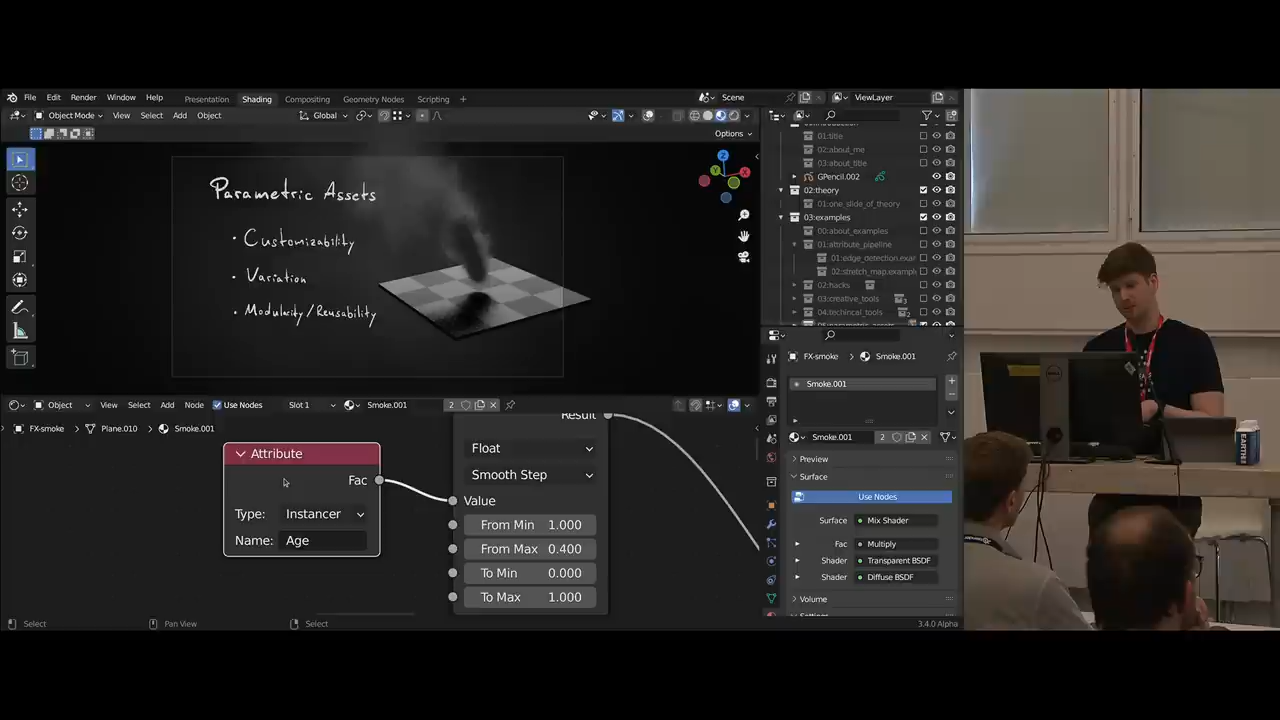 File Edit Render Window Help Presentation Shading Compositing Geometry Nodes Scripting + Scene ViewLayer
Object Mode View Select Add Object Global
Options
Parametric Assets
• Customizability
• Variation
• Modularity/Reusability
01:title
02:about_me
03:about_title
GPencil.002
02:theory
01:one_slide_of_theory
03:examples
00:about_examples
01:attribute_pipeline
01:edge_detection.exar
02:stretch_map.exampl
02:hacks
03:creative_tools
04.techincal_tools
FX-smoke > Smoke.001
Smoke.001
Smoke.001 2
Preview
Surface
Use Nodes
Surface Mix Shader
Fac Multiply
Shader Transparent BSDF
Shader Diffuse BSDF
Volume
Object View Select Add Node Use Nodes Slot 1 Smoke.001 2
FX-smoke > Plane.010 > Smoke.001
Attribute
Fac
Type: Instancer
Name: Age
Result
Float
Smooth Step
Value
From Min 1.000
From Max 0.400
To Min 0.000
To Max 1.000
Select Pan View Select 3.4.0 Alpha
DELL